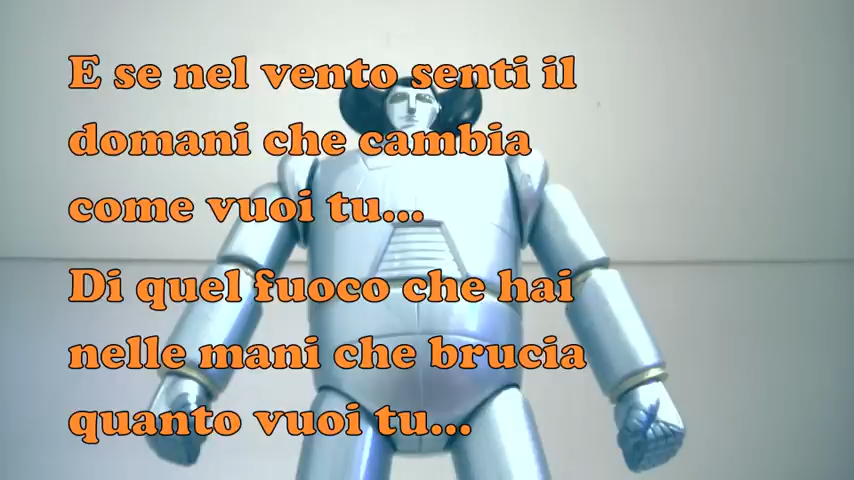 E se nel vento senti il
domani che cambia
come vuoi tu...
Di quel fuoco che hai
nelle mani che brucia
quanto vuoi tu...